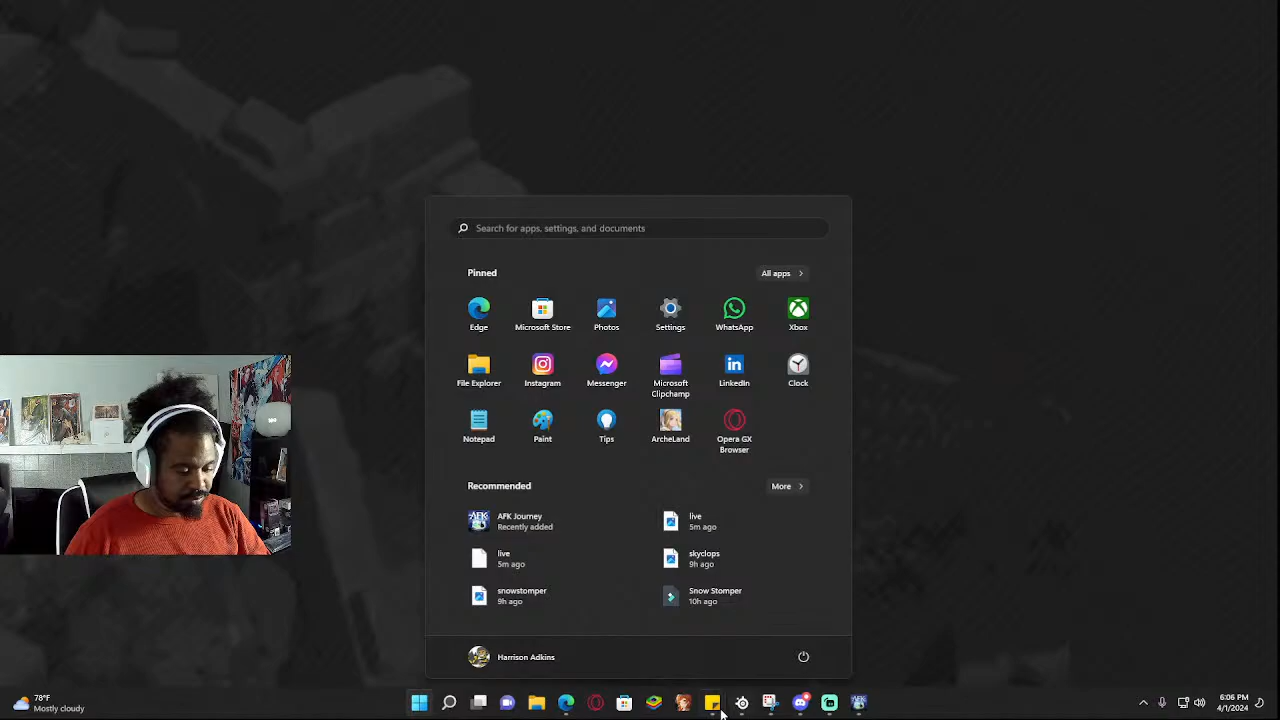 Search for apps, settings, and documents
Pinned
All apps
Edge
Microsoft Store
Photos
Settings
WhatsApp
Xbox
File Explorer
Instagram
Messenger
Microsoft
Clipchamp
LinkedIn
Clock
Notepad
Paint
Tips
ArcheLand
Opera GX
Browser
Recommended
More
AFK Journey
Recently added
live
5m ago
live
5m ago
skyclops
9h ago
snowstomper
9h ago
Snow Stomper
10h ago
Harrison Adkins
78°F
Mostly cloudy
6:06 PM
4/1/2024